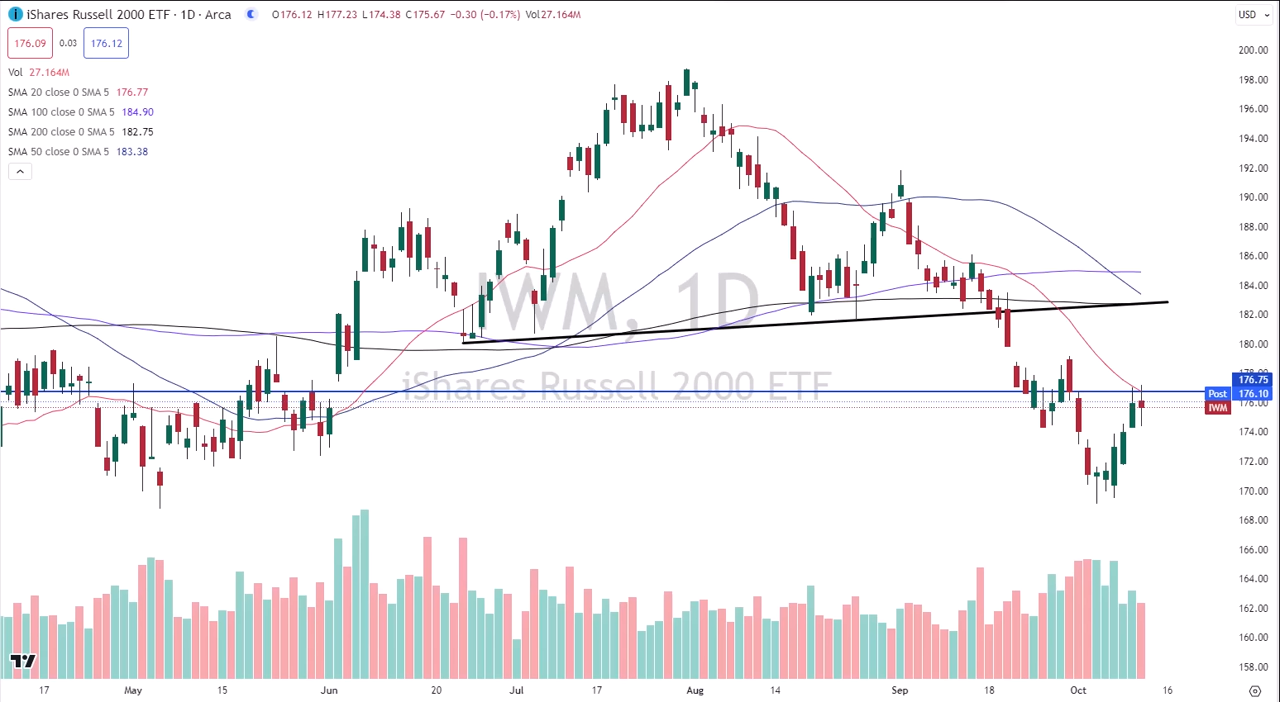 iShares Russell 2000 ETF · 1D · Arca O176.12 H177.23 L174.38 C175.67 −0.30 (−0.17%) Vol27.164M
USD
176.09 0.03 176.12
Vol 27.164M
SMA 20 close 0 SMA 5 176.77
SMA 100 close 0 SMA 5 184.90
SMA 200 close 0 SMA 5 182.75
SMA 50 close 0 SMA 5 183.38
IWM, 1D
iShares Russell 2000 ETF
200.00
198.00
196.00
194.00
192.00
190.00
188.00
186.00
184.00
182.00
180.00
178.00
176.75
Post 176.10
176.00
IWM
174.00
172.00
170.00
168.00
166.00
164.00
162.00
160.00
158.00
17 May 15 Jun 20 Jul 17 Aug 14 Sep 18 Oct 16